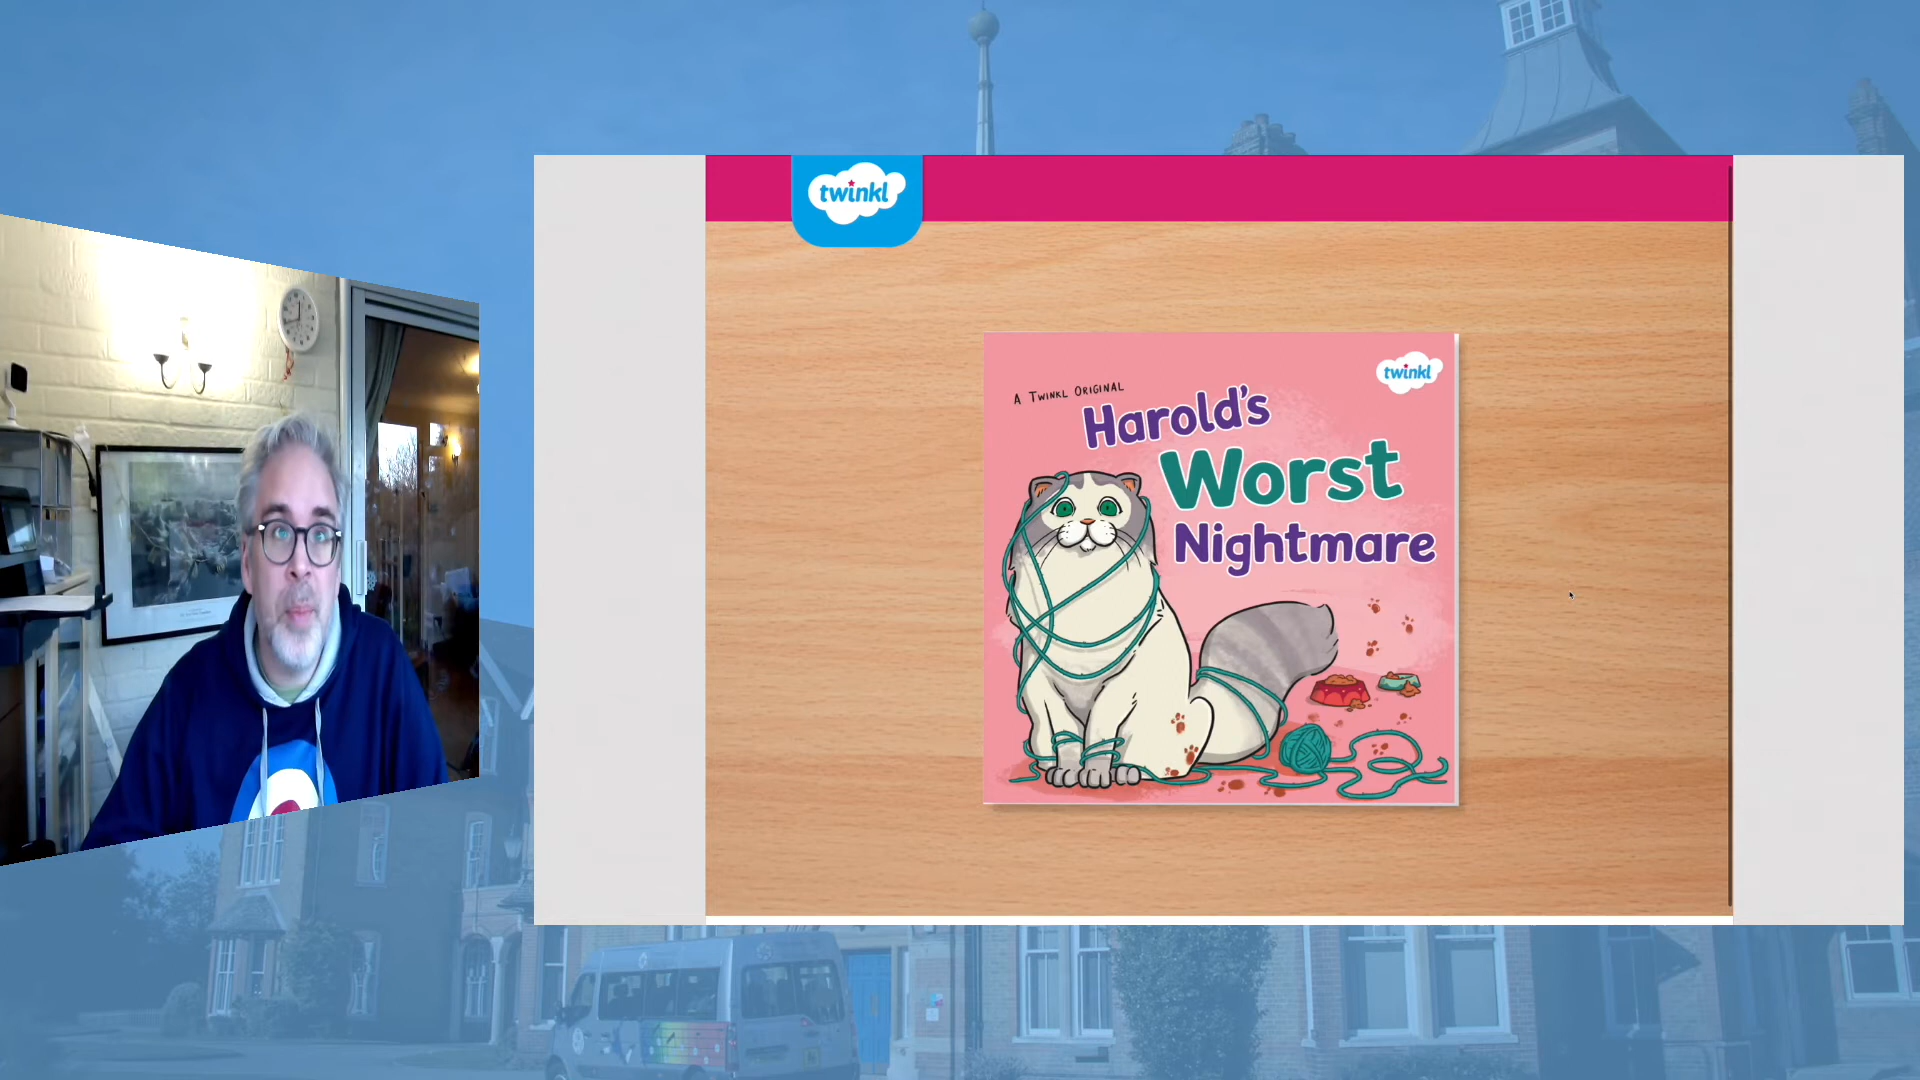 twinkl
twinkl
A TWINKL ORIGINAL
Harold's
Worst
Nightmare